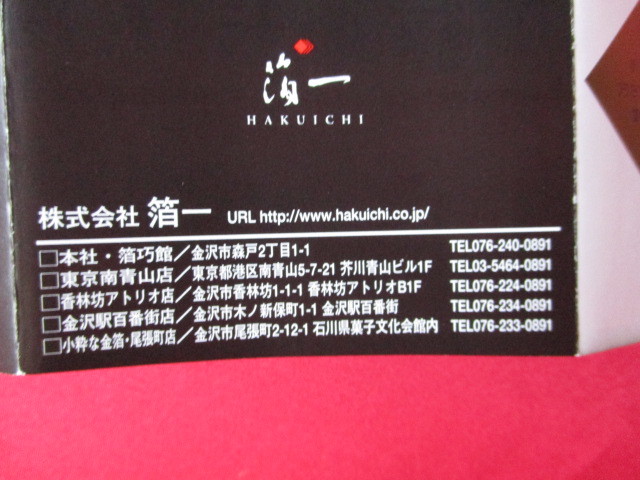 箔一
HAKUICHI
株式会社 箔一 URL http://www.hakuichi.co.jp/
□本社・箔巧館／金沢市森戸2丁目1-1 TEL076-240-0891
□東京南青山店／東京都港区南青山5-7-21 芥川青山ビル1F TEL03-5464-0891
□香林坊アトリオ店／金沢市香林坊1-1-1 香林坊アトリオB1F TEL076-224-0891
□金沢駅百番街店／金沢市木ノ新保町1-1 金沢駅百番街 TEL076-234-0891
□小粋な金箔・尾張町店／金沢市尾張町2-12-1 石川県菓子文化会館内 TEL076-233-0891